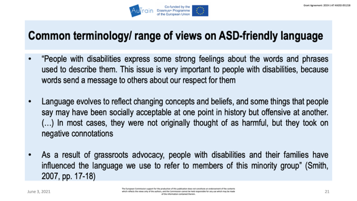 Co-funded by the
Erasmus+ Programme
of the European Union
Common terminology/ range of views on ASD-friendly language
• “People with disabilities express some strong feelings about the words and phrases
used to describe them. This issue is very important to people with disabilities, because
words send a message to others about our respect for them
• Language evolves to reflect changing concepts and beliefs, and some things that people
say may have been socially acceptable at one point in history but offensive at another.
(…) In most cases, they were not originally thought of as harmful, but they took on
negative connotations
• As a result of grassroots advocacy, people with disabilities and their families have
influenced the language we use to refer to members of this minority group” (Smith,
2007, pp. 17-18)
June 3, 2021
21